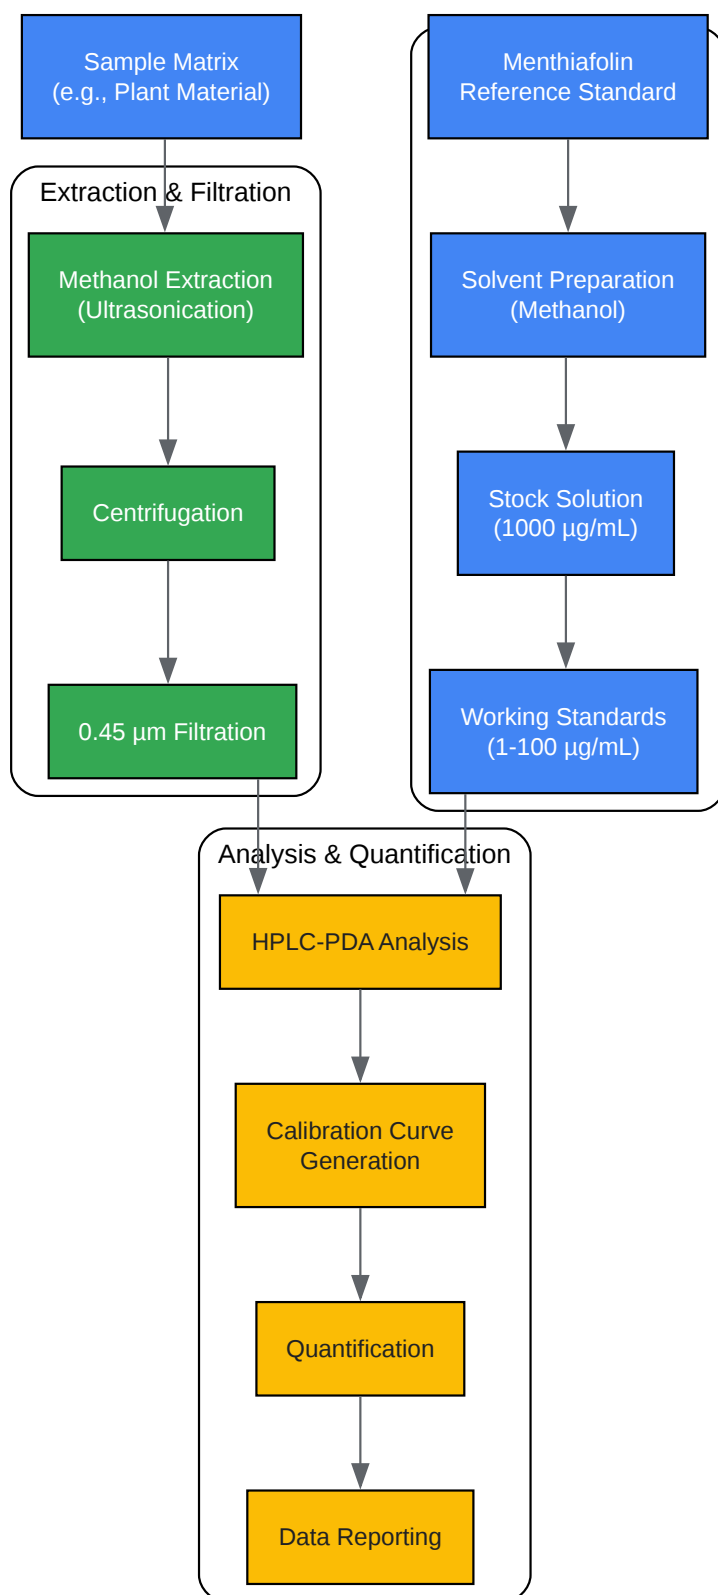 Sample Matrix
(e.g., Plant Material)
Menthiafolin
Reference Standard
Extraction & Filtration
Methanol Extraction
(Ultrasonication)
Solvent Preparation
(Methanol)
Centrifugation
Stock Solution
(1000 µg/mL)
0.45 µm Filtration
Working Standards
(1-100 µg/mL)
Analysis & Quantification
HPLC-PDA Analysis
Calibration Curve
Generation
Quantification
Data Reporting